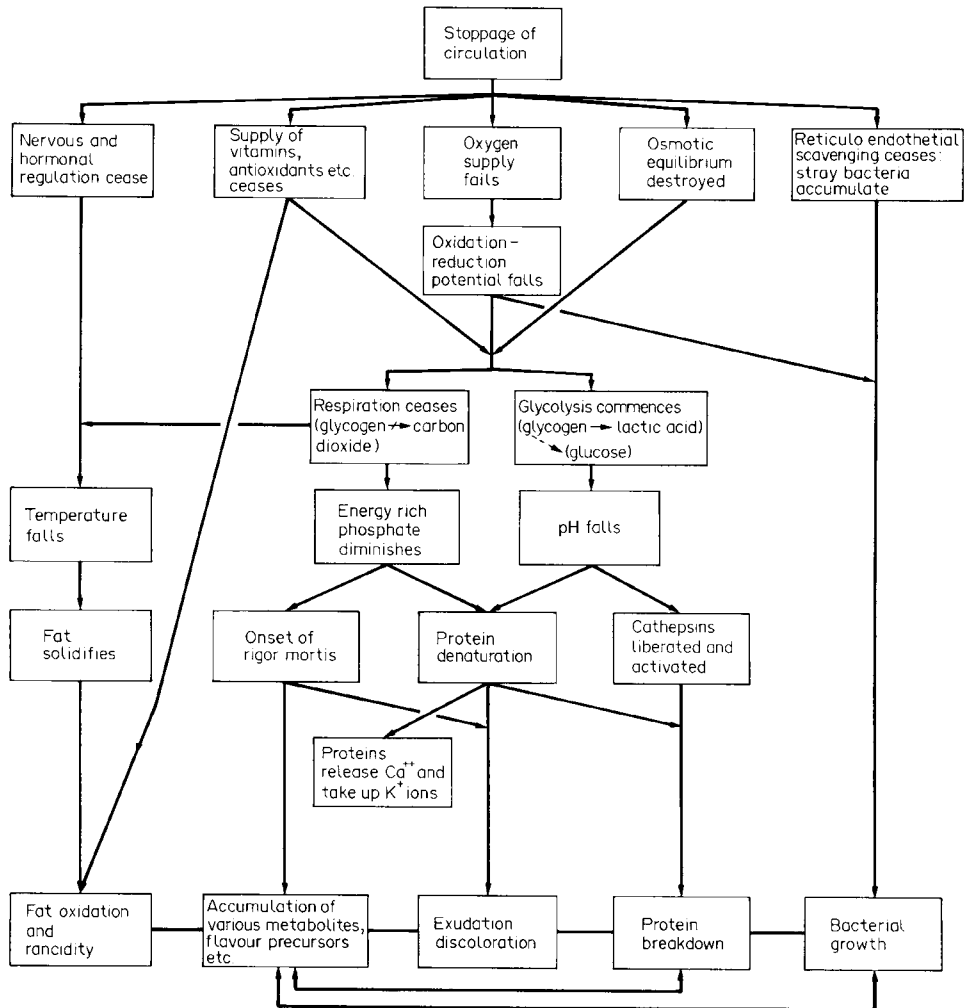 Stoppage of
circulation
Nervous and
hormonal
regulation cease
Supply of
vitamins,
antioxidants etc.
ceases
Oxygen
supply
fails
Osmotic
equilibrium
destroyed
Reticulo endothetial
scavenging ceases:
stray bacteria
accumulate
Oxidation-
reduction
potential falls
Respiration ceases
(glycogen ↛ carbon
dioxide)
Glycolysis commences
(glycogen → lactic acid)
(glucose)
Temperature
falls
Energy rich
phosphate
diminishes
pH falls
Fat
solidifies
Onset of
rigor mortis
Protein
denaturation
Cathepsins
liberated and
activated
Proteins
release Ca⁺⁺ and
take up K⁺ ions
Fat oxidation
and
rancidity
Accumulation of
various metabolites,
flavour precursors
etc
Exudation
discoloration
Protein
breakdown
Bacterial
growth